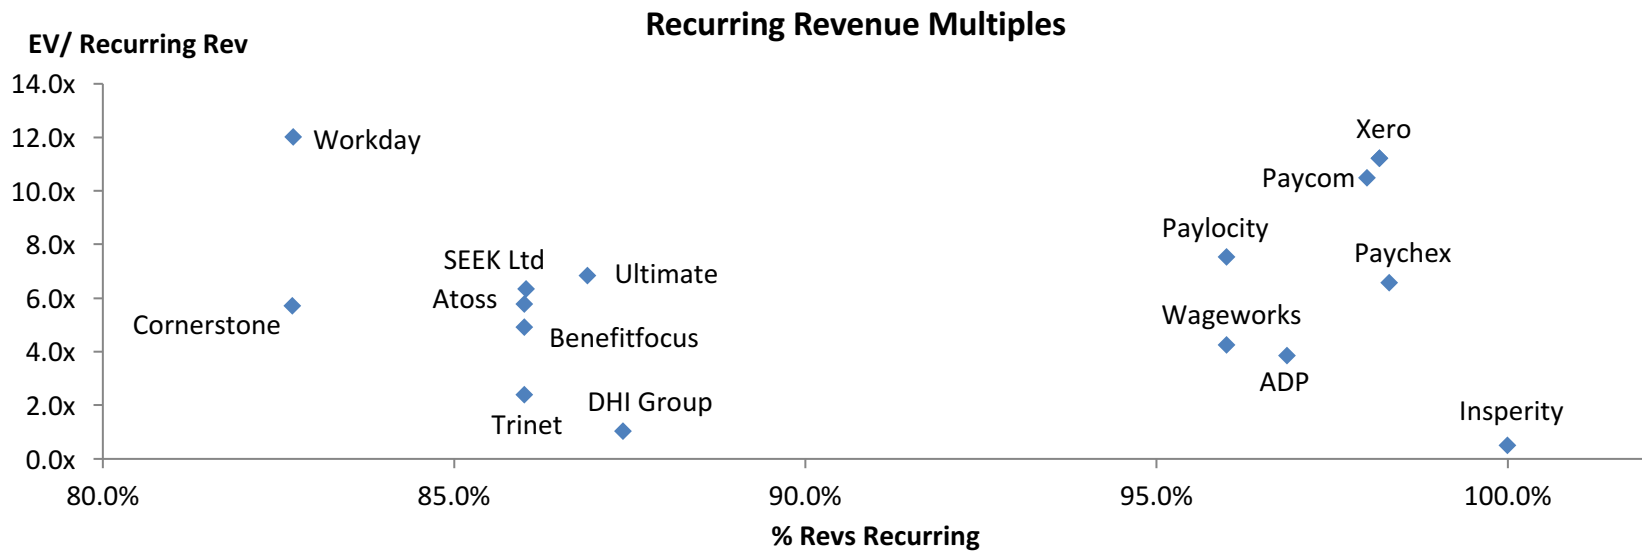 Recurring Revenue Multiples
EV/ Recurring Rev
14.0x
12.0x
10.0x
8.0x
6.0x
4.0x
2.0x
0.0x
Workday
Xero
Paycom
Paylocity
Paychex
SEEK Ltd
Ultimate
Atoss
Cornerstone
Benefitfocus
Wageworks
ADP
Trinet
DHI Group
Insperity
80.0%
85.0%
90.0%
95.0%
100.0%
% Revs Recurring